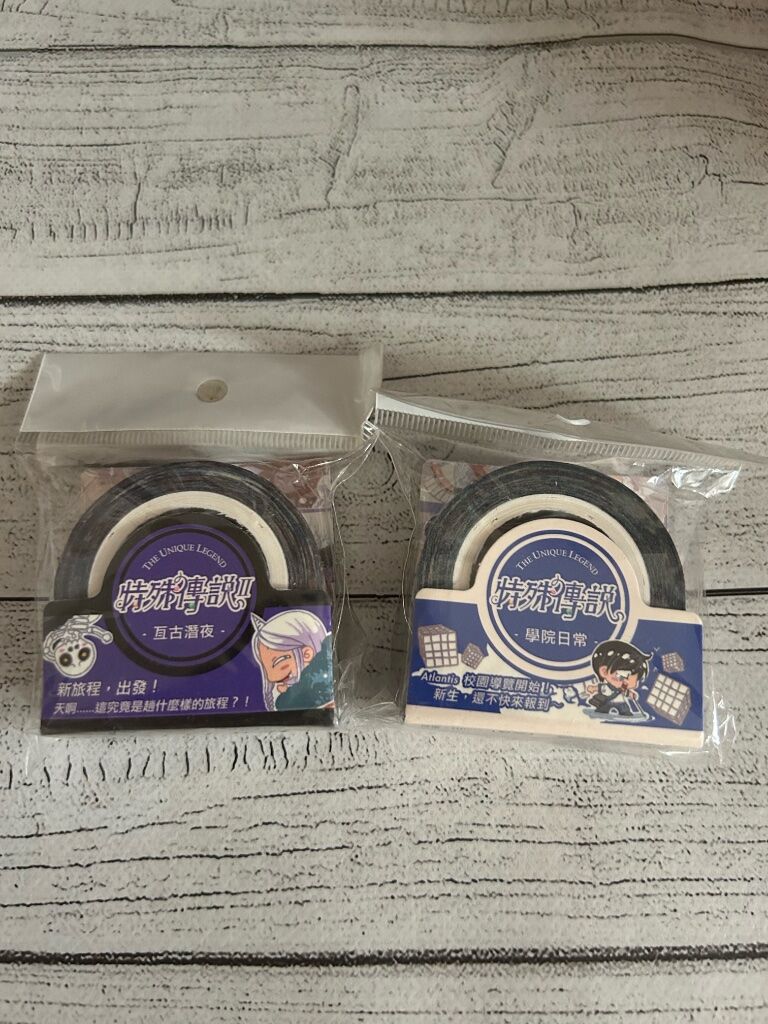 THE UNIQUE LEGEND
特殊傳說II
- 亙古潛夜 -
新旅程，出發！
天啊……這究竟是趟什麼樣的旅程？！
THE UNIQUE LEGEND
特殊傳說
- 學院日常 -
Atlantis 校園導覽開始!!
新生，還不快來報到